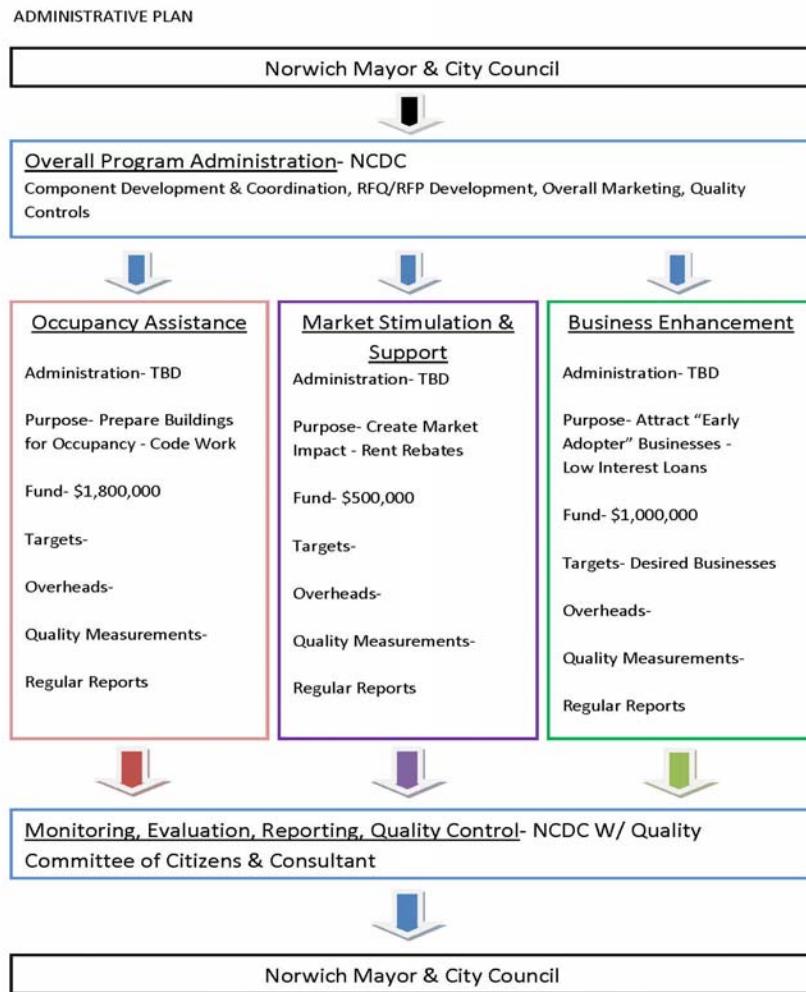 ADMINISTRATIVE PLAN
Norwich Mayor & City Council
Overall Program Administration- NCDC
Component Development & Coordination, RFQ/RFP Development, Overall Marketing, Quality
Controls
Occupancy Assistance
Administration- TBD
Purpose- Prepare Buildings
for Occupancy - Code Work
Fund- $1,800,000
Targets-
Overheads-
Quality Measurements-
Regular Reports
Market Stimulation &
Support
Administration- TBD
Purpose- Create Market
Impact - Rent Rebates
Fund- $500,000
Targets-
Overheads-
Quality Measurements-
Regular Reports
Business Enhancement
Administration- TBD
Purpose- Attract “Early
Adopter” Businesses -
Low Interest Loans
Fund- $1,000,000
Targets- Desired Businesses
Overheads-
Quality Measurements-
Regular Reports
Monitoring, Evaluation, Reporting, Quality Control- NCDC W/ Quality
Committee of Citizens & Consultant
Norwich Mayor & City Council